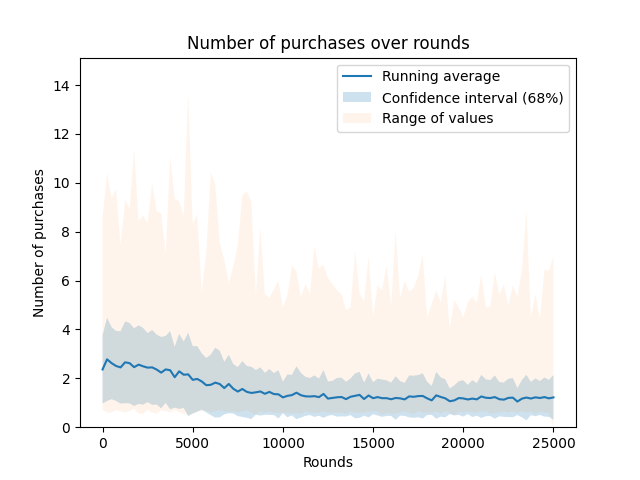 Number of purchases over rounds
Running average
Confidence interval (68%)
Range of values
Number of purchases
14
12
10
8
6
4
2
0
0 5000 10000 15000 20000 25000
Rounds